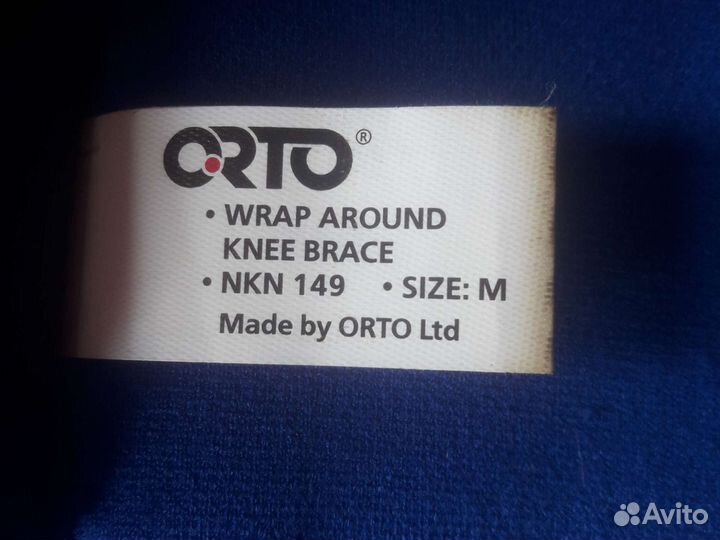 ORTO®
• WRAP AROUND
KNEE BRACE
• NKN 149 • SIZE: M
Made by ORTO Ltd
Avito